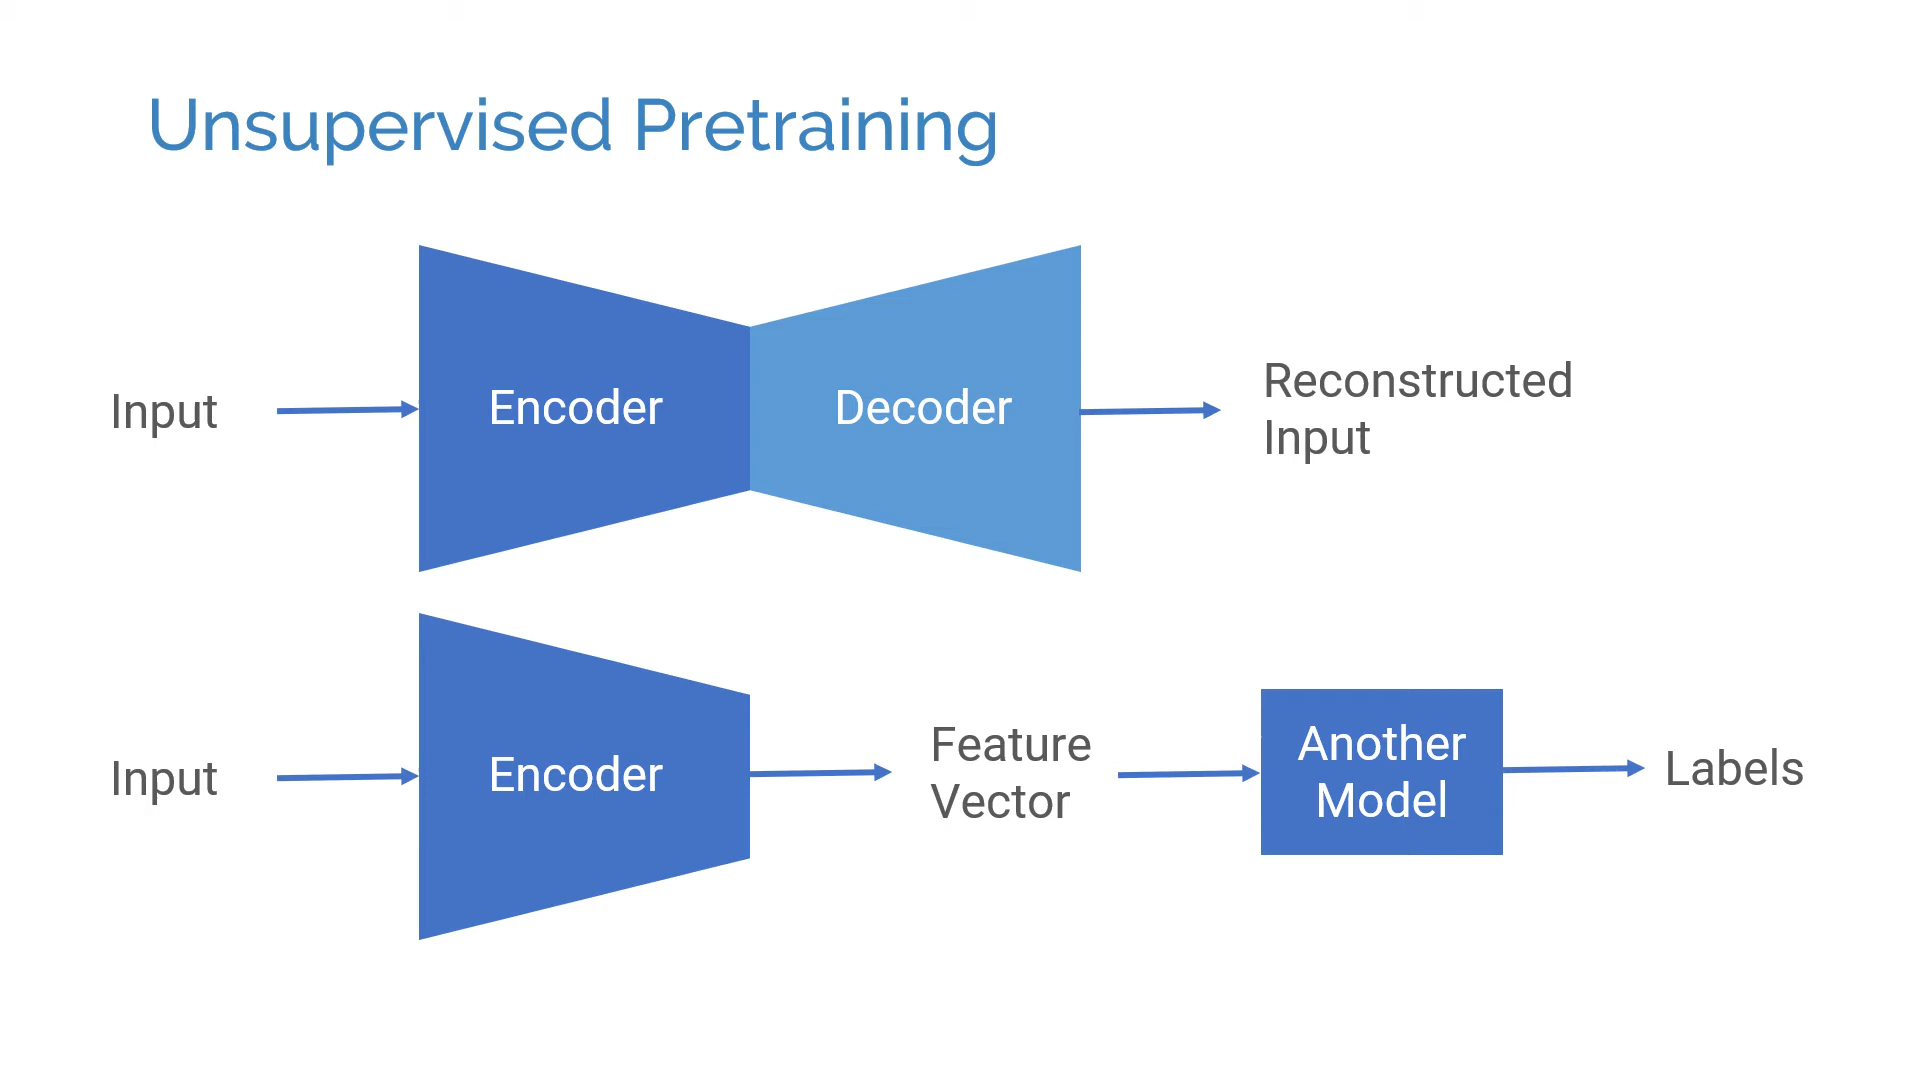 Unsupervised Pretraining
Input
Encoder
Decoder
Reconstructed
Input
Input
Encoder
Feature
Vector
Another
Model
Labels